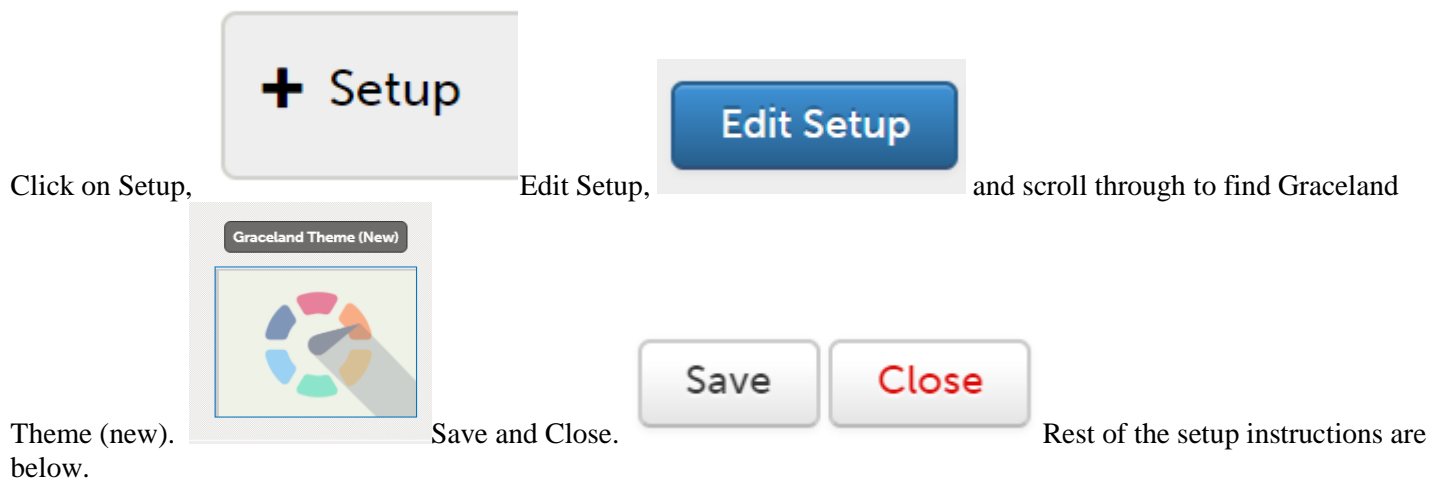 + Setup
Edit Setup
Click on Setup, Edit Setup, and scroll through to find Graceland
Graceland Theme (New)
Save Close
Theme (new). Save and Close. Rest of the setup instructions are
below.